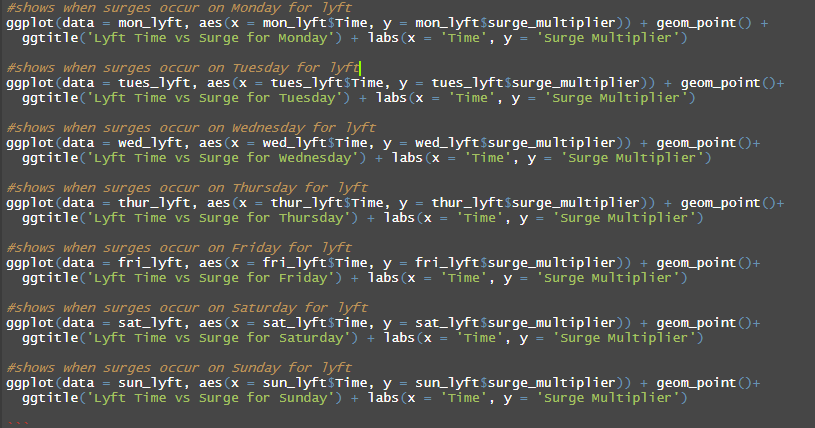 #shows when surges occur on Monday for lyft
ggplot(data = mon_lyft, aes(x = mon_lyft$Time, y = mon_lyft$surge_multiplier)) + geom_point() +
ggtitle('Lyft Time vs Surge for Monday') + labs(x = 'Time', y = 'Surge Multiplier')
#shows when surges occur on Tuesday for lyft
ggplot(data = tues_lyft, aes(x = tues_lyft$Time, y = tues_lyft$surge_multiplier)) + geom_point()+
ggtitle('Lyft Time vs Surge for Tuesday') + labs(x = 'Time', y = 'Surge Multiplier')
#shows when surges occur on Wednesday for lyft
ggplot(data = wed_lyft, aes(x = wed_lyft$Time, y = wed_lyft$surge_multiplier)) + geom_point()+
ggtitle('Lyft Time vs Surge for Wednesday') + labs(x = 'Time', y = 'Surge Multiplier')
#shows when surges occur on Thursday for lyft
ggplot(data = thur_lyft, aes(x = thur_lyft$Time, y = thur_lyft$surge_multiplier)) + geom_point()+
ggtitle('Lyft Time vs Surge for Thursday') + labs(x = 'Time', y = 'Surge Multiplier')
#shows when surges occur on Friday for lyft
ggplot(data = fri_lyft, aes(x = fri_lyft$Time, y = fri_lyft$surge_multiplier)) + geom_point()+
ggtitle('Lyft Time vs Surge for Friday') + labs(x = 'Time', y = 'Surge Multiplier')
#shows when surges occur on Saturday for lyft
ggplot(data = sat_lyft, aes(x = sat_lyft$Time, y = sat_lyft$surge_multiplier)) + geom_point()+
ggtitle('Lyft Time vs Surge for Saturday') + labs(x = 'Time', y = 'Surge Multiplier')
#shows when surges occur on Sunday for lyft
ggplot(data = sun_lyft, aes(x = sun_lyft$Time, y = sun_lyft$surge_multiplier)) + geom_point()+
ggtitle('Lyft Time vs Surge for Sunday') + labs(x = 'Time', y = 'Surge Multiplier')